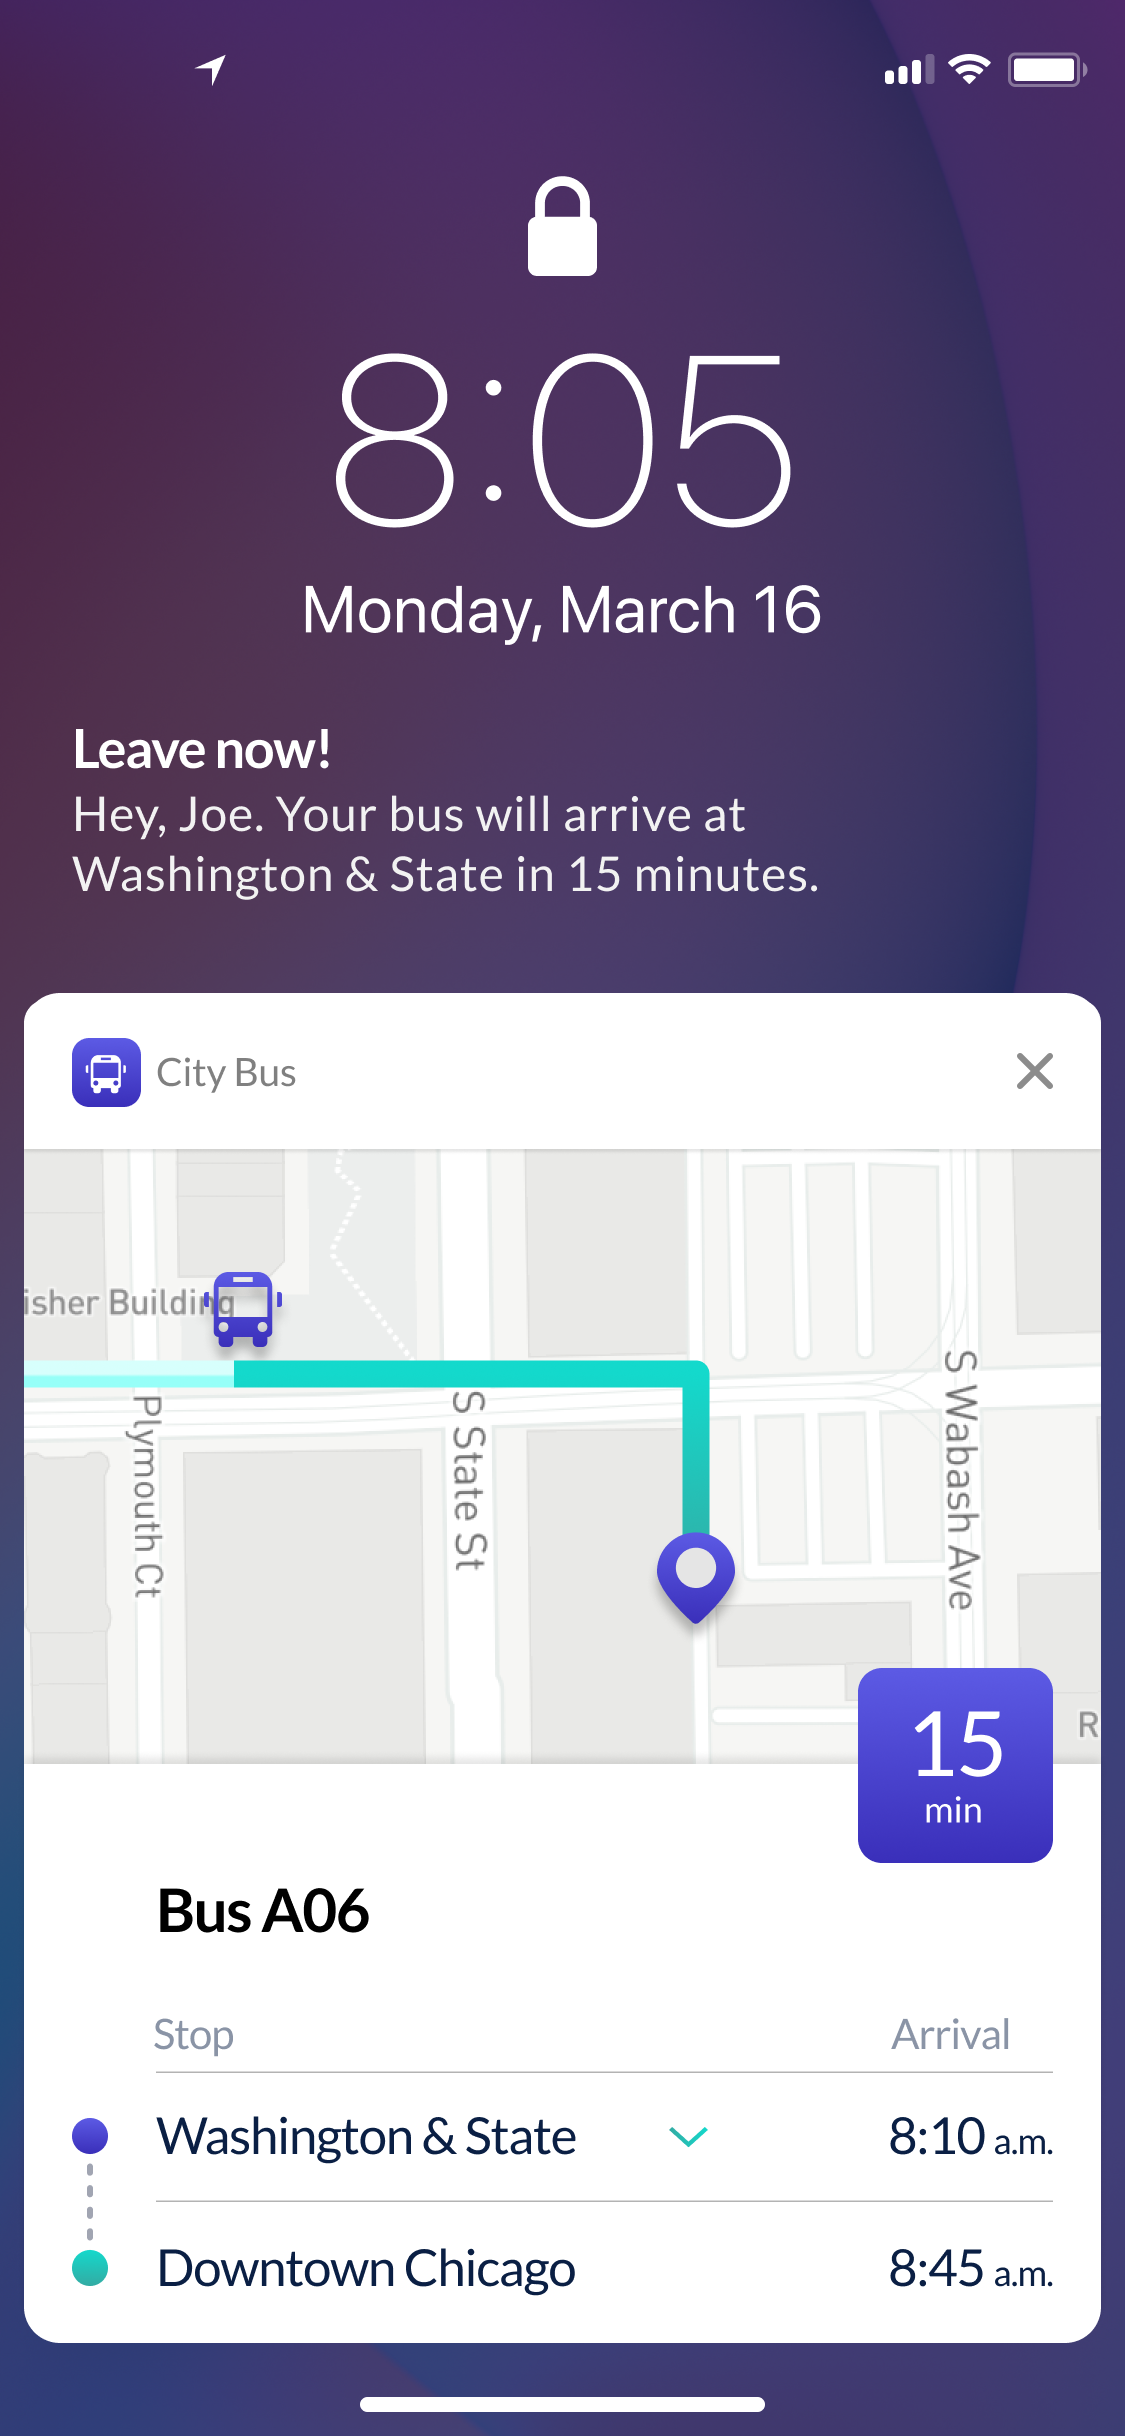 8:05
Monday, March 16
Leave now!
Hey, Joe. Your bus will arrive at
Washington & State in 15 minutes.
City Bus
isher Building
Plymouth Ct
S State St
S Wabash Ave
R
15
min
Bus A06
Stop Arrival
Washington & State 8:10 a.m.
Downtown Chicago 8:45 a.m.